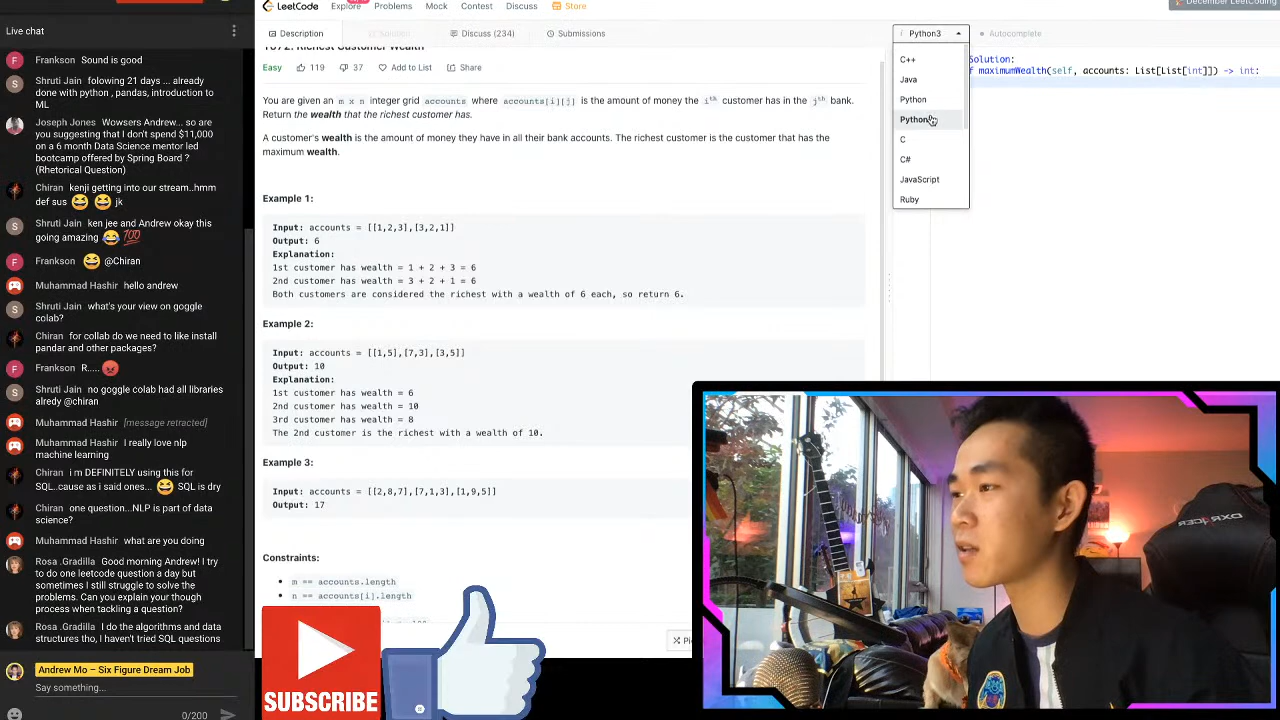 Live chat
Frankson Sound is good
Shruti Jain folowing 21 days ... already
done with python , pandas, introduction to
ML
Joseph Jones Wowsers Andrew... so are
you suggesting that I don't spend $11,000
on a 6 month Data Science mentor led
bootcamp offered by Spring Board ?
(Rhetorical Question)
Chiran kenji getting into our stream..hmm
def sus jk
Shruti Jain ken jee and Andrew okay this
going amazing 100
Frankson @Chiran
Muhammad Hashir hello andrew
Shruti Jain what's your view on goggle
colab?
Chiran for collab do we need to like install
pandar and other packages?
Frankson R.....
Shruti Jain no goggle colab had all libraries
alredy @chiran
Muhammad Hashir [message retracted]
Muhammad Hashir I really love nlp
machine learning
Chiran i m DEFINITELY using this for
SQL..cause as i said ones... SQL is dry
Chiran one question...NLP is part of data
science?
Muhammad Hashir what are you doing
Rosa .Gradilla Good morning Andrew! I try
to do one leetcode question a day but
sometimes I still struggle to solve the
problems. Can you explain your though
process when tackling a question?
Rosa .Gradilla I do the algorithms and data
structures tho, I haven't tried SQL questions
Andrew Mo – Six Figure Dream Job
Say something...
0/200
LeetCode Explore Problems Mock Contest Discuss Store
December LeetCoding
Description Solution Discuss (234) Submissions
1672. Richest Customer Wealth
Easy 119 37 Add to List Share
You are given an m x n integer grid accounts where accounts[i][j] is the amount of money the ith customer has in the jth bank.
Return the wealth that the richest customer has.
A customer's wealth is the amount of money they have in all their bank accounts. The richest customer is the customer that has the
maximum wealth.
Example 1:
Input: accounts = [[1,2,3],[3,2,1]]
Output: 6
Explanation:
1st customer has wealth = 1 + 2 + 3 = 6
2nd customer has wealth = 3 + 2 + 1 = 6
Both customers are considered the richest with a wealth of 6 each, so return 6.
Example 2:
Input: accounts = [[1,5],[7,3],[3,5]]
Output: 10
Explanation:
1st customer has wealth = 6
2nd customer has wealth = 10
3rd customer has wealth = 8
The 2nd customer is the richest with a wealth of 10.
Example 3:
Input: accounts = [[2,8,7],[7,1,3],[1,9,5]]
Output: 17
Constraints:
m == accounts.length
n == accounts[i].length
SUBSCRIBE
Python3 Autocomplete
C++
Java
Python
Python
C
C#
JavaScript
Ruby
Solution:
maximumWealth(self, accounts: List[List[int]]) -> int:
DXRACER